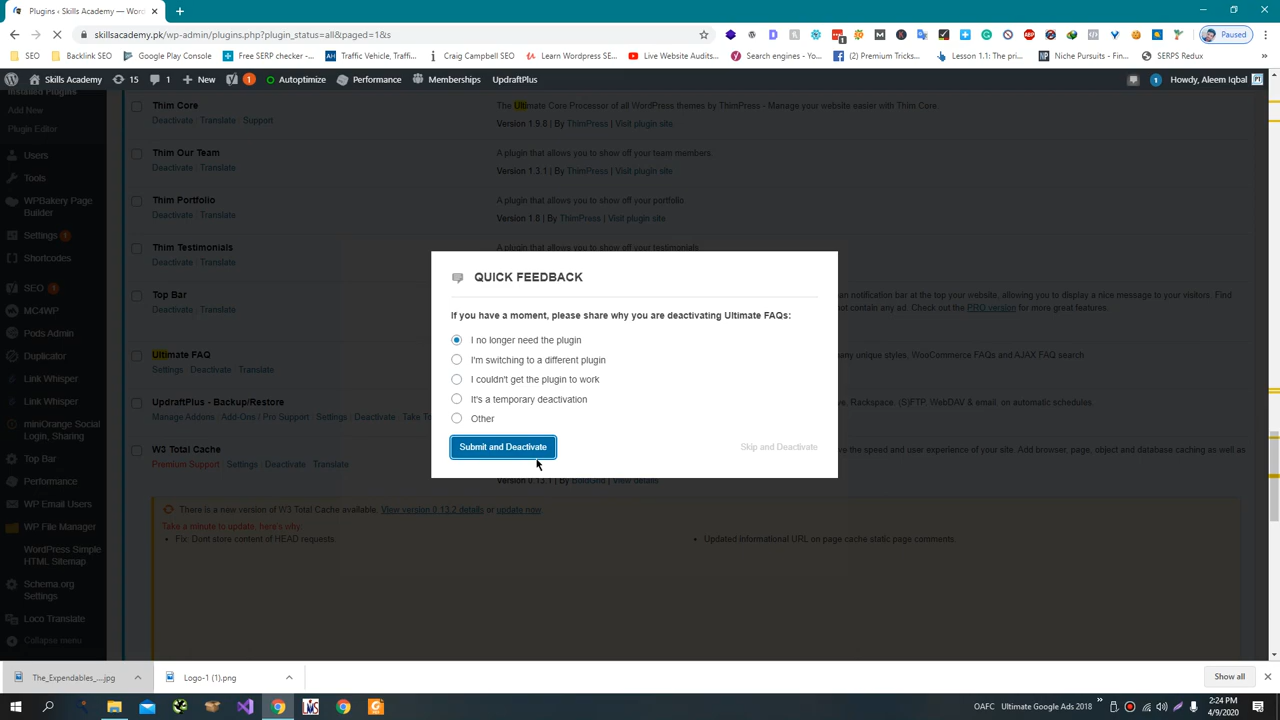 Plugins ‹ Skills Academy — Word
skillsacademy.pk/wp-admin/plugins.php?plugin_status=all&paged=1&s
Paused
SEO
Backlink SEO
Google Play Console
Free SERP checker -...
Traffic Vehicle, Traffi...
Craig Campbell SEO
Learn Wordpress SE...
Live Website Audits...
Search engines - Yo...
(2) Premium Tricks...
Lesson 1.1: The pri...
Niche Pursuits - Fin...
SERPS Redux
Skills Academy
15
1
New
1
Autoptimize
Performance
Memberships
UpdraftPlus
1
Howdy, Aleem Iqbal
Installed Plugins
Add New
Plugin Editor
Users
Tools
WPBakery Page
Builder
Settings 1
Shortcodes
SEO 1
MC4WP
Pods Admin
Duplicator
Link Whisper
Link Whisper
miniOrange Social
Login, Sharing
Top Bar
Performance
WP Email Users
WP File Manager
WordPress Simple
HTML Sitemap
Schema.org
Settings
Loco Translate
Collapse menu
Thim Core
Deactivate | Translate | Support
The Ultimate Core Processor of all WordPress themes by ThimPress - Manage your website easier with Thim Core.
Version 1.9.8 | By ThimPress | Visit plugin site
Thim Our Team
Deactivate | Translate
A plugin that allows you to show off your team members.
Version 1.3.1 | By ThimPress | Visit plugin site
Thim Portfolio
Deactivate | Translate
A plugin that allows you to show off your portfolio
Version 1.8 | By ThimPress | Visit plugin site
Thim Testimonials
Deactivate | Translate
A plugin that allows you to show off your testimonials
Top Bar
Deactivate | Translate
an notification bar at the top your website, allowing you to display a nice message to your visitors. Find
not contain any ad. Check out the PRO version for more great features.
Ultimate FAQ
Settings | Deactivate | Translate
many unique styles, WooCommerce FAQs and AJAX FAQ search
UpdraftPlus - Backup/Restore
Manage Addons | Add-Ons / Pro Support | Settings | Deactivate | Take T
ve, Rackspace, (S)FTP, WebDAV & email, on automatic schedules.
W3 Total Cache
Premium Support | Settings | Deactivate | Translate
ve the speed and user experience of your site. Add browser, page, object and database caching as well as
Version 0.13.1 | By BoldGrid | View details
There is a new version of W3 Total Cache available. View version 0.13.2 details or update now.
Take a minute to update, here's why:
Fix: Dont store content of HEAD requests.
Updated informational URL on page cache static page comments.
QUICK FEEDBACK
If you have a moment, please share why you are deactivating Ultimate FAQs:
I no longer need the plugin
I'm switching to a different plugin
I couldn't get the plugin to work
It's a temporary deactivation
Other
Submit and Deactivate
Skip and Deactivate
The_Expendables_...jpg
Logo-1 (1).png
Show all
OAFC
Ultimate Google Ads 2018
2:24 PM
4/9/2020